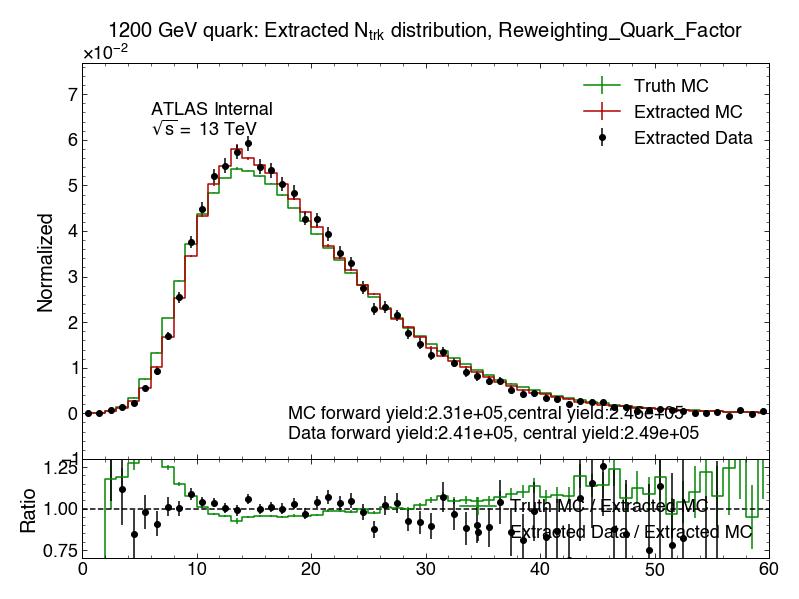 1200 GeV quark: Extracted N_trk distribution, Reweighting_Quark_Factor
×10⁻²
ATLAS Internal
√s = 13 TeV
Truth MC
Extracted MC
Extracted Data
Normalized
7
6
5
4
3
2
1
0
1
MC forward yield:2.31e+05,central yield:2.46e+05
Data forward yield:2.41e+05, central yield:2.49e+05
Ratio
1.25
1.00
0.75
Truth MC / Extracted MC
Extracted Data / Extracted MC
0 10 20 30 40 50 60